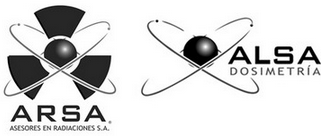 ARSA®
ASESORES EN RADIACIONES S.A.
ALSA
DOSIMETRÍA